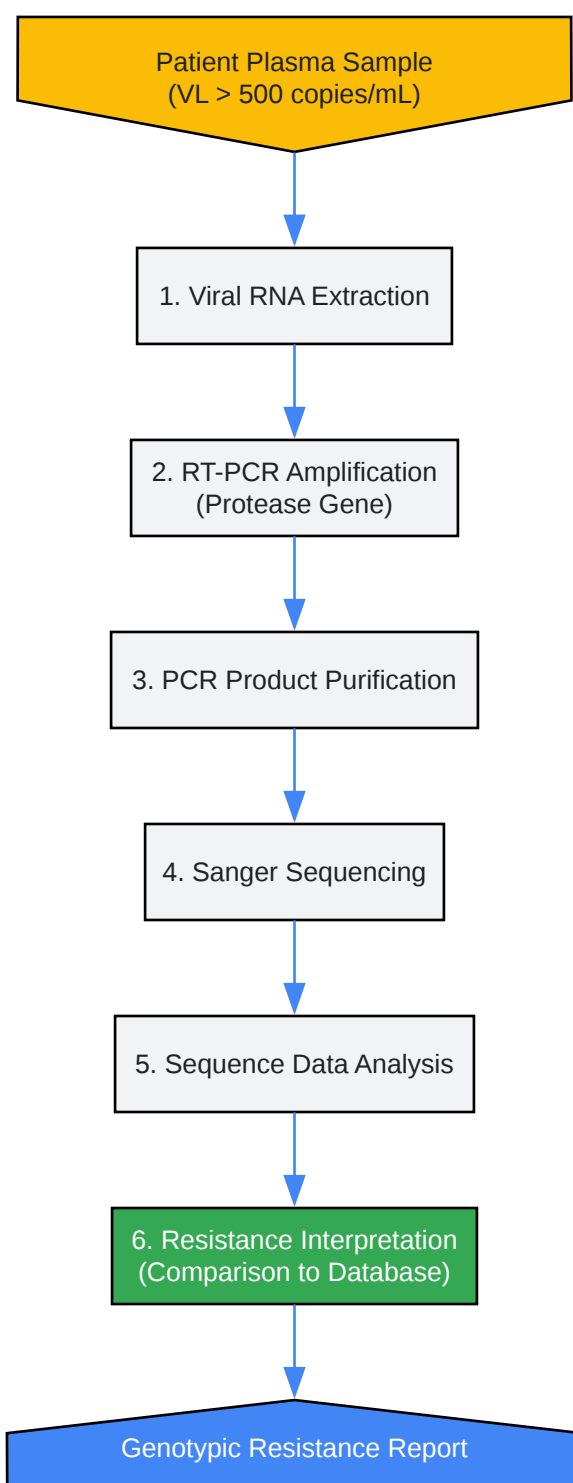 Patient Plasma Sample
(VL > 500 copies/mL)
1. Viral RNA Extraction
2. RT-PCR Amplification
(Protease Gene)
3. PCR Product Purification
4. Sanger Sequencing
5. Sequence Data Analysis
6. Resistance Interpretation
(Comparison to Database)
Genotypic Resistance Report